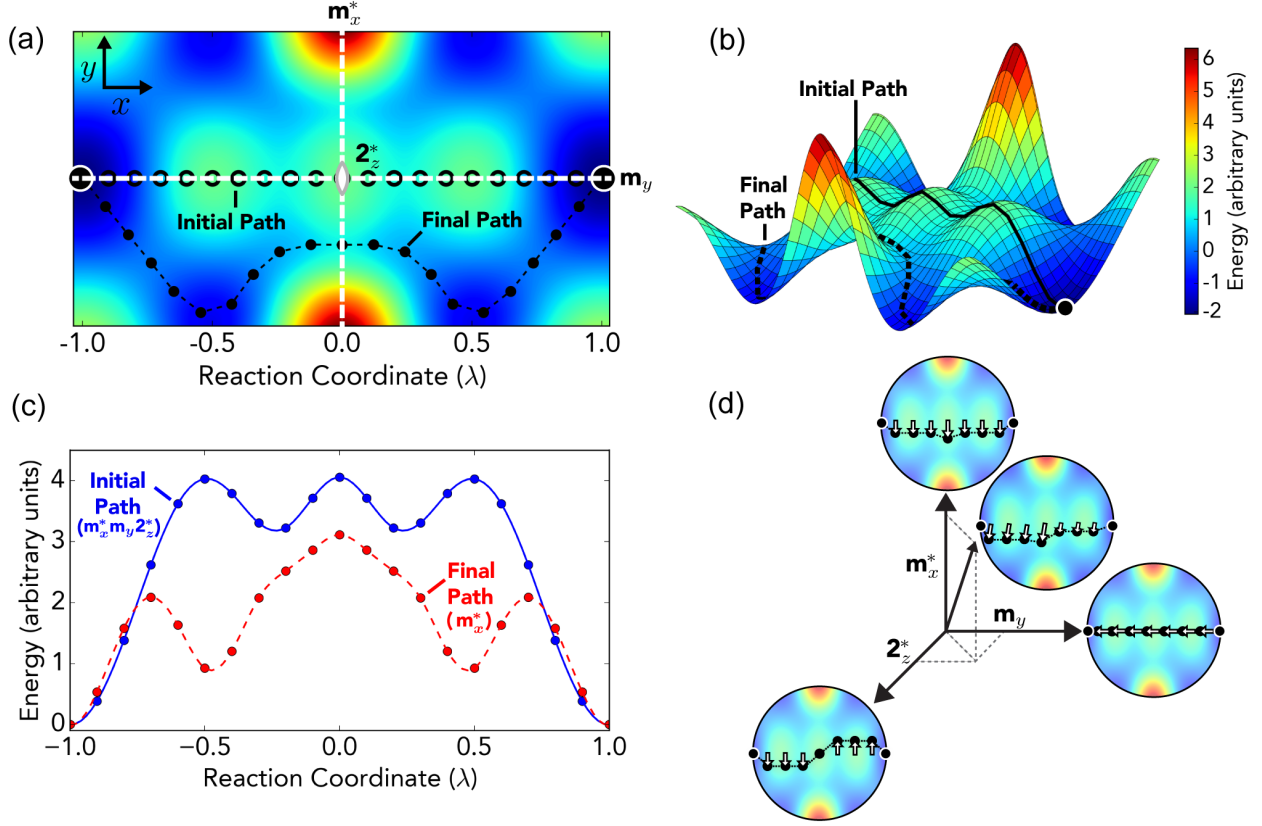 (a)
m*x
y
x
2*z
my
Initial Path
Final Path
-1.0 -0.5 0.0 0.5 1.0
Reaction Coordinate (λ)
(b)
Initial Path
Final
Path
6
5
4
3
2
1
0
-1
-2
Energy (arbitrary units)
(c)
Energy (arbitrary units)
4
3
2
1
0
Initial
Path
(m*xmy2*z)
Final
Path
(m*x)
−1.0 −0.5 0.0 0.5 1.0
Reaction Coordinate (λ)
(d)
m*x
my
2*z